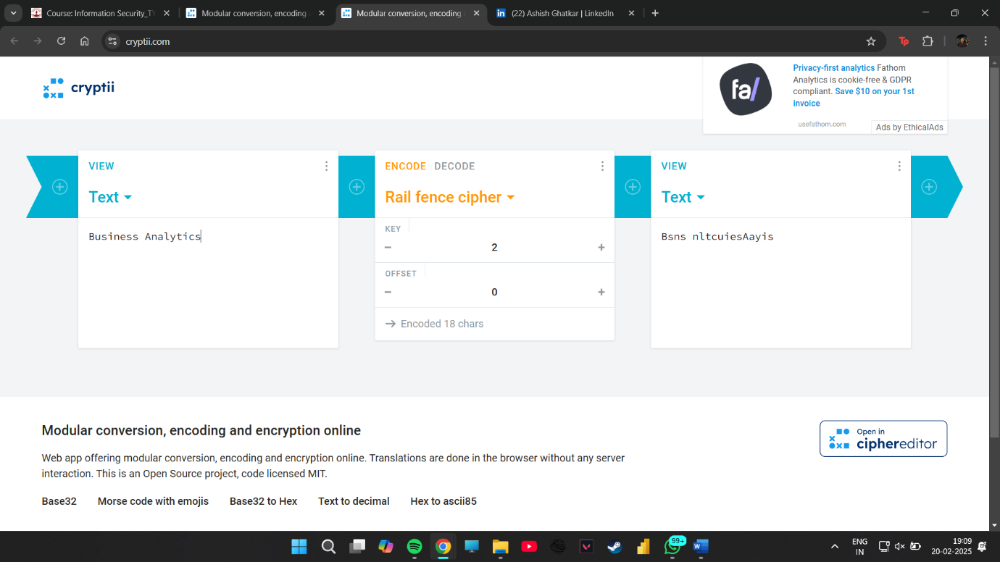 Course: Information Security_TY
Modular conversion, encoding a
Modular conversion, encoding a
(22) Ashish Ghatkar | LinkedIn
cryptii.com
Tp
cryptii
fa/
Privacy-first analytics Fathom
Analytics is cookie-free & GDPR
compliant. Save $10 on your 1st
invoice
usefathom.com
Ads by EthicalAds
VIEW
Text
Business Analytics
ENCODE DECODE
Rail fence cipher
KEY
− 2 +
OFFSET
− 0 +
→ Encoded 18 chars
VIEW
Text
Bsns nltcuiesAayis
Modular conversion, encoding and encryption online
Web app offering modular conversion, encoding and encryption online. Translations are done in the browser without any server
interaction. This is an Open Source project, code licensed MIT.
Base32 Morse code with emojis Base32 to Hex Text to decimal Hex to ascii85
Open in
ciphereditor
99+
ENG
IN
19:09
20-02-2025